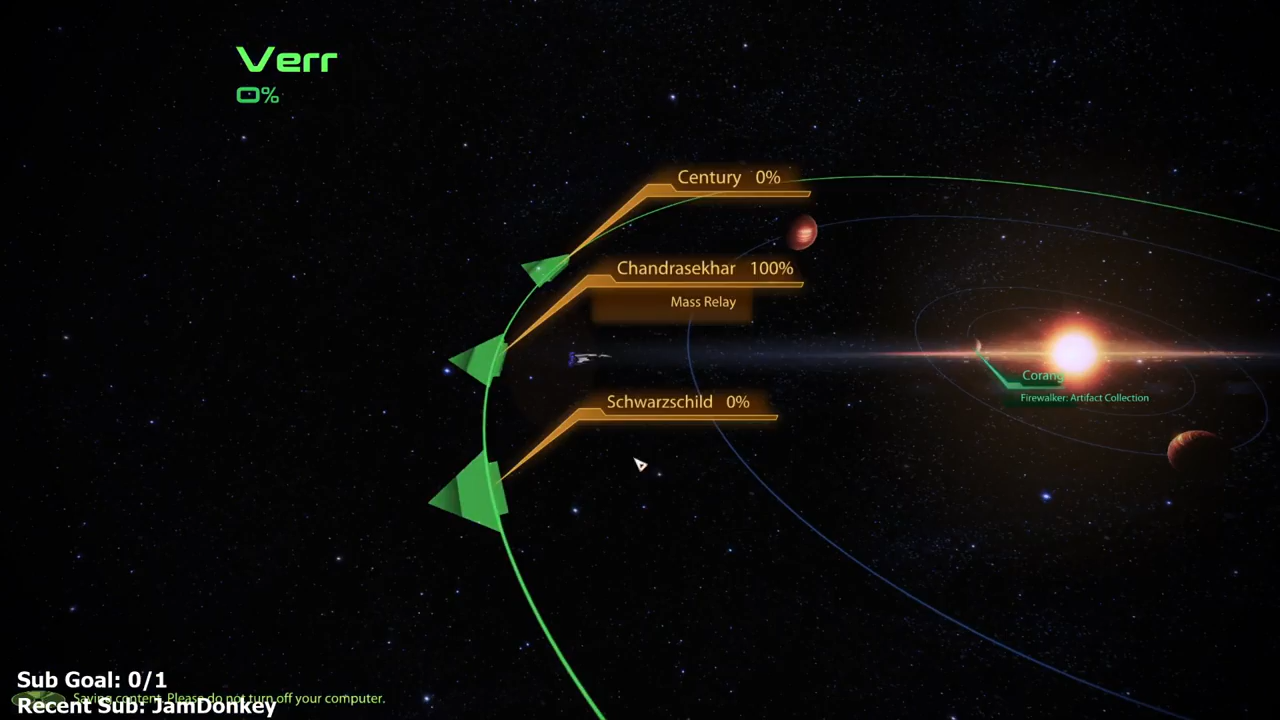 Verr
0%
Century 0%
Chandrasekhar 100%
Mass Relay
Corang
Firewalker: Artifact Collection
Schwarzschild 0%
Sub Goal: 0/1
Saving content. Please do not turn off your computer.
Recent Sub: JamDonkey